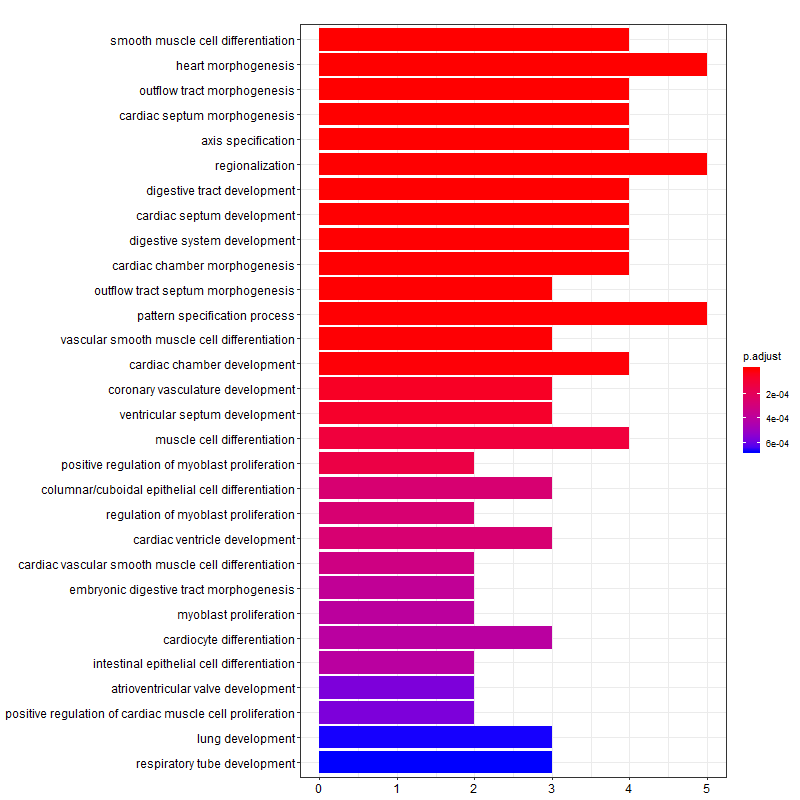 smooth muscle cell differentiation
heart morphogenesis
outflow tract morphogenesis
cardiac septum morphogenesis
axis specification
regionalization
digestive tract development
cardiac septum development
digestive system development
cardiac chamber morphogenesis
outflow tract septum morphogenesis
pattern specification process
vascular smooth muscle cell differentiation
cardiac chamber development
coronary vasculature development
ventricular septum development
muscle cell differentiation
positive regulation of myoblast proliferation
columnar/cuboidal epithelial cell differentiation
regulation of myoblast proliferation
cardiac ventricle development
cardiac vascular smooth muscle cell differentiation
embryonic digestive tract morphogenesis
myoblast proliferation
cardiocyte differentiation
intestinal epithelial cell differentiation
atrioventricular valve development
positive regulation of cardiac muscle cell proliferation
lung development
respiratory tube development
0 1 2 3 4 5
p.adjust
2e-04
4e-04
6e-04